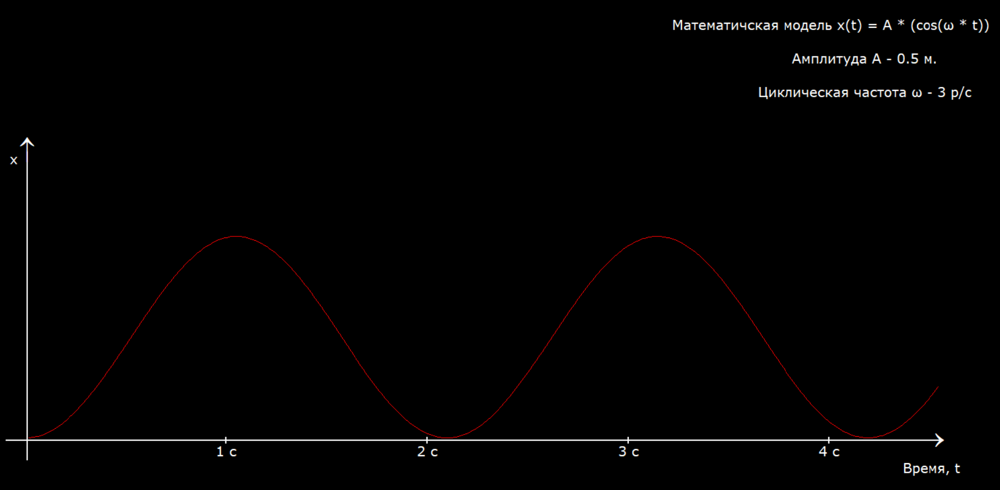 Математичская модель x(t) = A * (cos(ω * t))
Амплитуда A - 0.5 м.
Циклическая частота ω - 3 р/с
x
1 с
2 с
3 с
4 с
Время, t